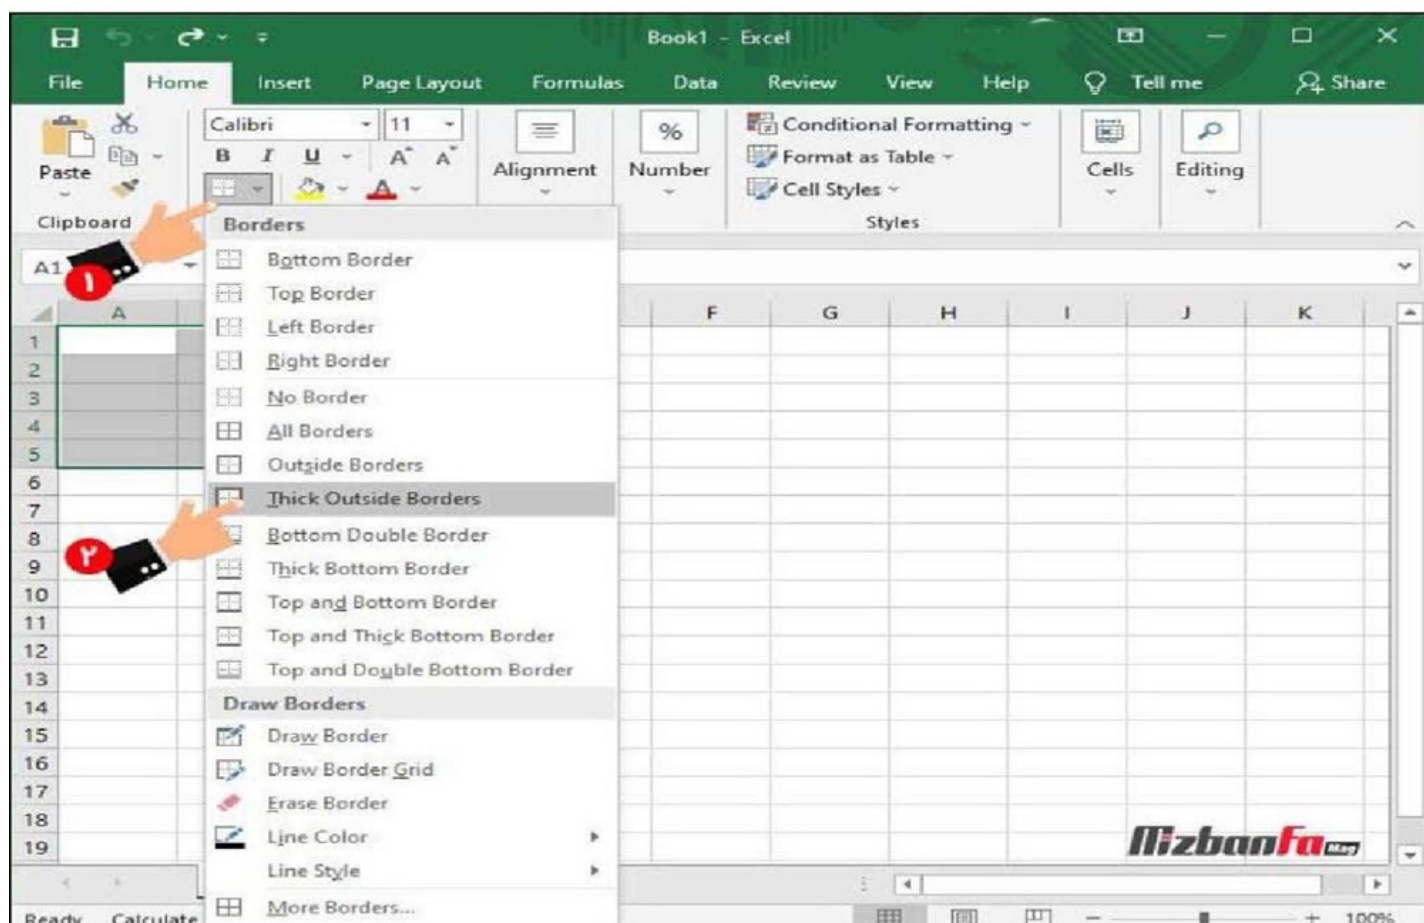 Book1 - Excel
File Home Insert Page Layout Formulas Data Review View Help Tell me Share
Calibri 11 % Conditional Formatting
B I U A A Format as Table
Paste Alignment Number Cell Styles Cells Editing
A
Clipboard Borders Styles
A1
۱
Bottom Border
Top Border
Left Border
Right Border
No Border
All Borders
Outside Borders
Thick Outside Borders
۲
Bottom Double Border
Thick Bottom Border
Top and Bottom Border
Top and Thick Bottom Border
Top and Double Bottom Border
Draw Borders
Draw Border
Draw Border Grid
Erase Border
Line Color
Line Style
More Borders...
A F G H I J K
1
2
3
4
5
6
7
8
9
10
11
12
13
14
15
16
17
18
19
MizbanFa Mag
Ready Calculate 100%